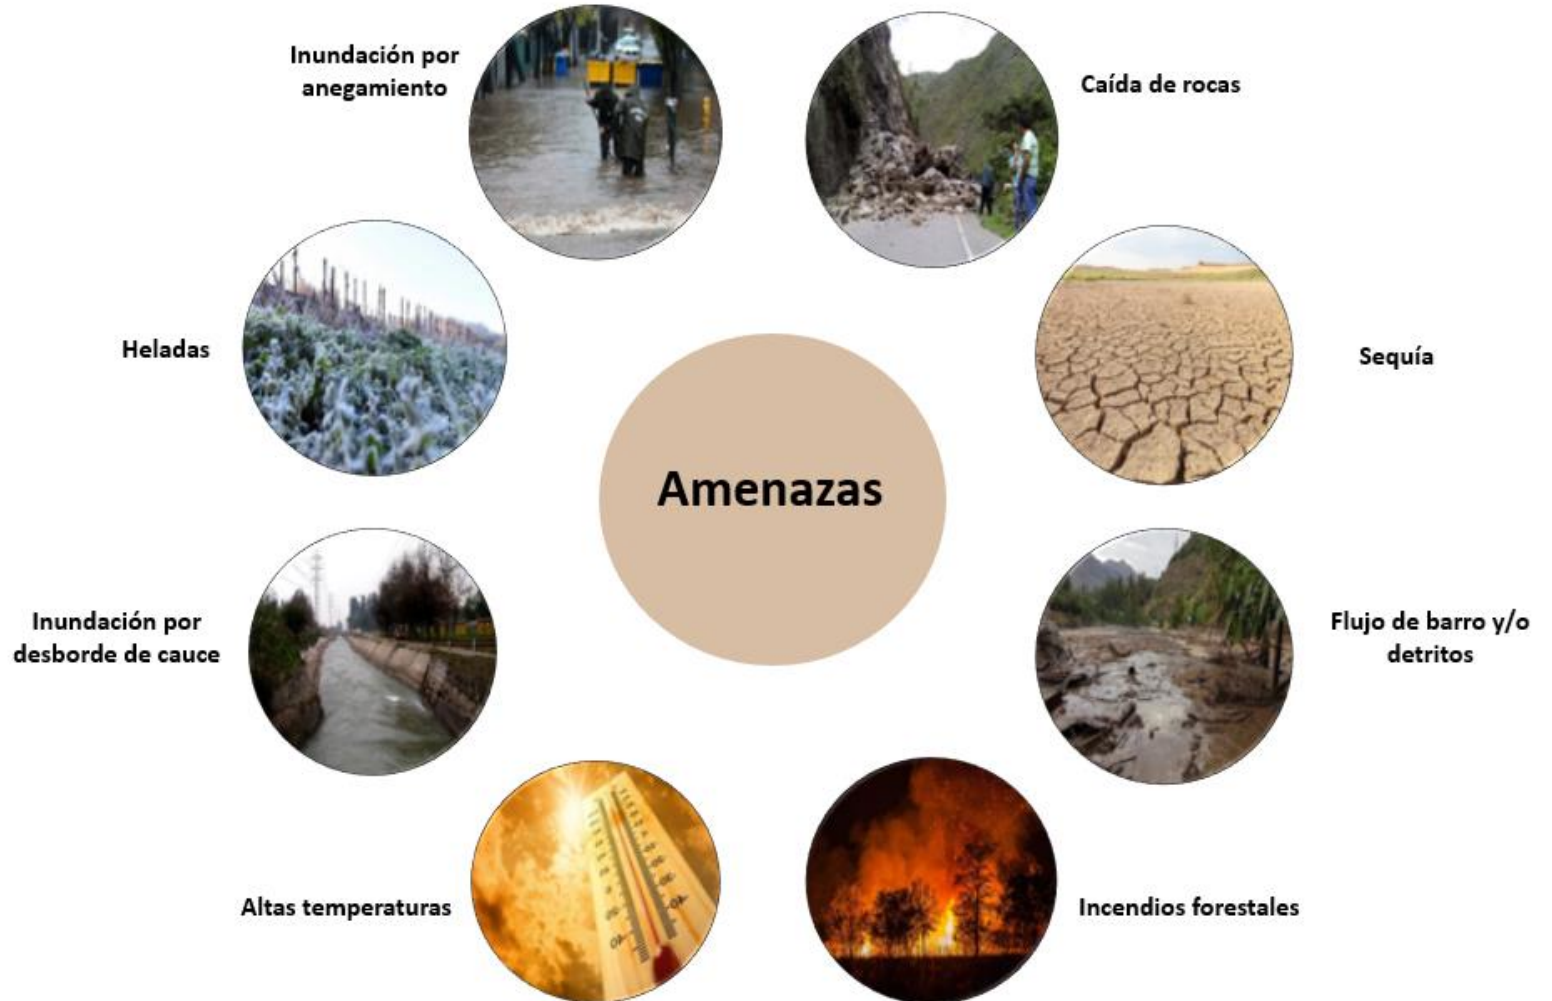 Inundación por
anegamiento
Caída de rocas
Heladas
Sequía
Amenazas
Inundación por
desborde de cauce
Flujo de barro y/o
detritos
Altas temperaturas
Incendios forestales